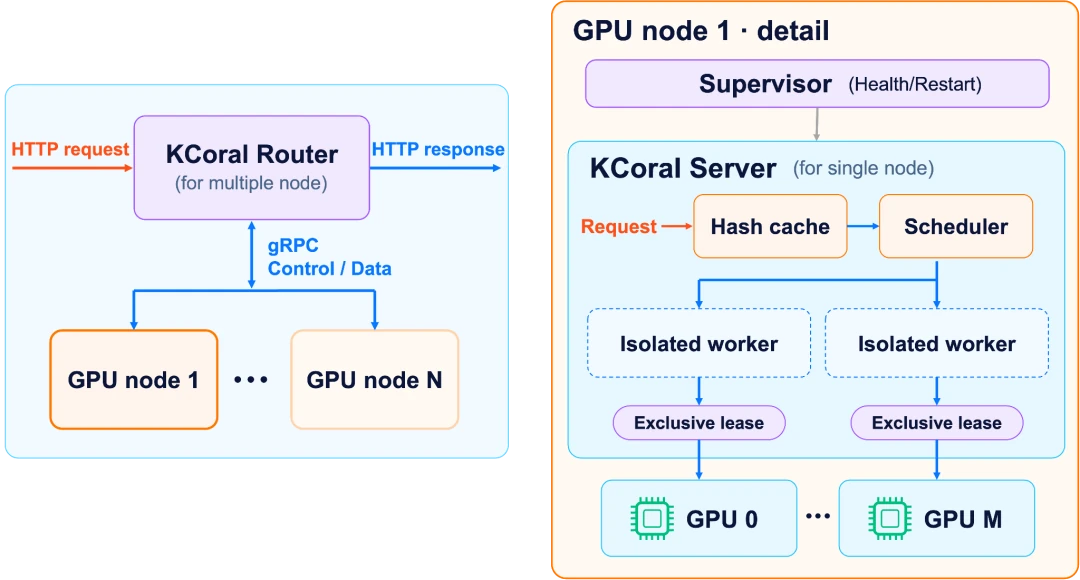 HTTP request
KCoral Router
(for multiple node)
HTTP response
gRPC
Control / Data
GPU node 1
•••
GPU node N
GPU node 1 · detail
Supervisor (Health/Restart)
KCoral Server (for single node)
Request
Hash cache
Scheduler
Isolated worker
Isolated worker
Exclusive lease
Exclusive lease
GPU 0
•••
GPU M